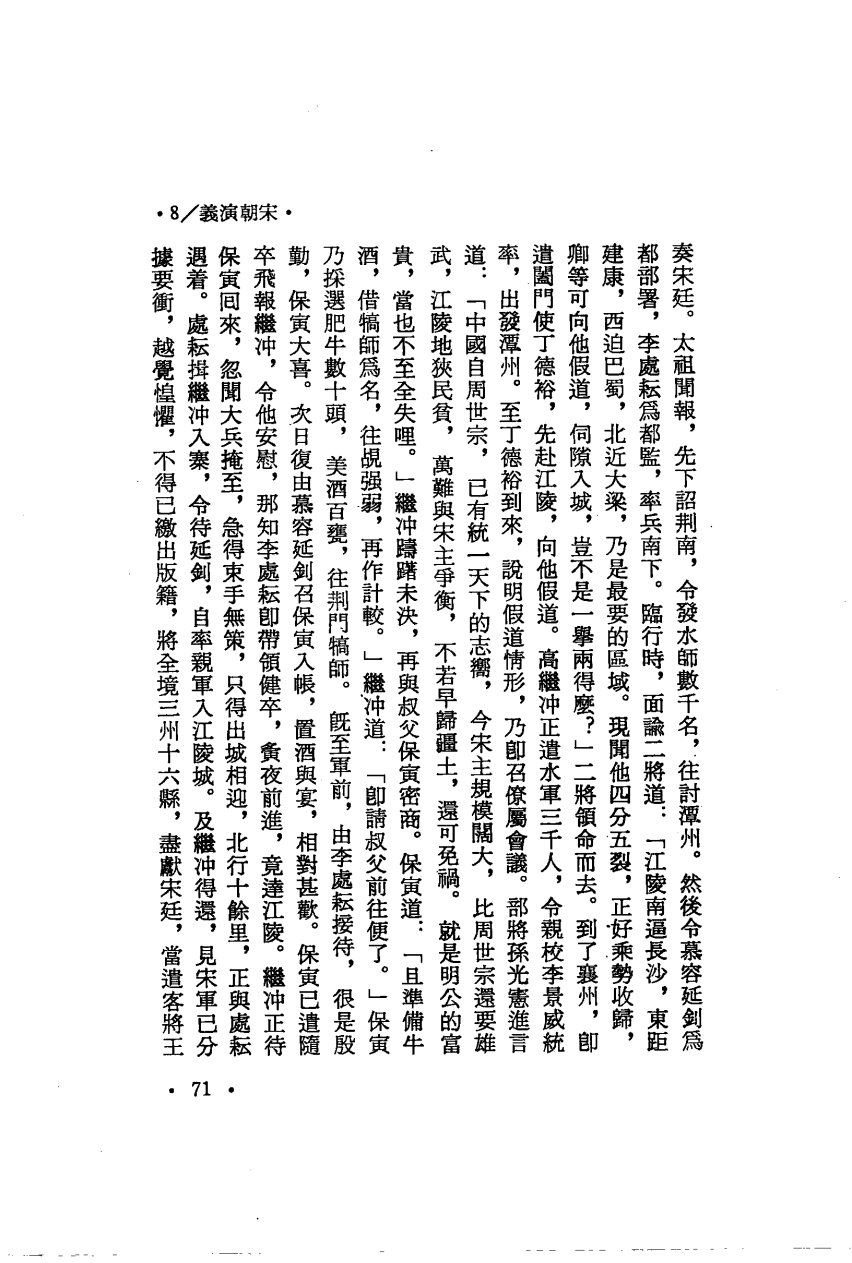 ·8/義演朝宋·
奏宋廷。太祖聞報，先下詔荆南，令發水師數千名，往討潭州。然後令慕容延釗爲
都部署，李處耘爲都監，率兵南下。臨行時，面諭二將道：「江陵南逼長沙，東距
建康，西迫巴蜀，北近大梁，乃是最要的區域。現聞他四分五裂，正好乘勢收歸，
卿等可向他假道，伺隙入城，豈不是一擧兩得麽？」二將領命而去。到了襄州，卽
遣閤門使丁德裕，先赴江陵，向他假道。高繼冲正遣水軍三千人，令親校李景威統
率，出發潭州。至丁德裕到來，說明假道情形，乃卽召僚屬會議。部將孫光憲進言
道：「中國自周世宗，已有統一天下的志嚮，今宋主規模闊大，比周世宗還要雄
武，江陵地狹民貧，萬難與宋主爭衡，不若早歸疆土，還可免禍。就是明公的富
貴，當也不至全失哩。」繼冲躊躇未決，再與叔父保寅密商。保寅道：「且準備牛
酒，借犒師爲名，往覘强弱，再作計較。」繼冲道：「卽請叔父前往便了。」保寅
乃採選肥牛數十頭，美酒百甕，往荆門犒師。旣至軍前，由李處耘接待，很是殷
勤，保寅大喜。次日復由慕容延釗召保寅入帳，置酒與宴，相對甚歡。保寅已遣隨
卒飛報繼冲，令他安慰，那知李處耘卽帶領健卒，夤夜前進，竟達江陵。繼冲正待
保寅回來，忽聞大兵掩至，急得束手無策，只得出城相迎，北行十餘里，正與處耘
遇着。處耘揖繼冲入寨，令待延釗，自率親軍入江陵城。及繼冲得還，見宋軍已分
據要衝，越覺惶懼，不得已繳出版籍，將全境三州十六縣，盡獻宋廷，當遣客將王
· 71 ·